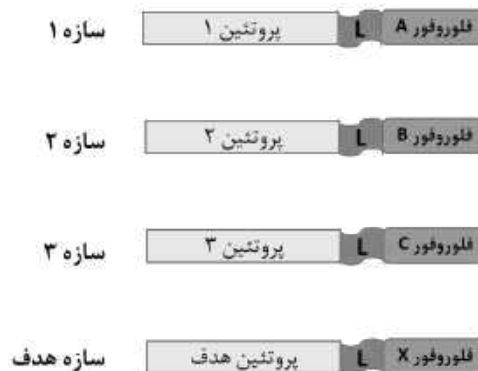 سازه ۱ پروتئین ۱ L فلوروفور A
سازه ۲ پروتئین ۲ L فلوروفور B
سازه ۳ پروتئین ۳ L فلوروفور C
سازه هدف پروتئین هدف L فلوروفور X